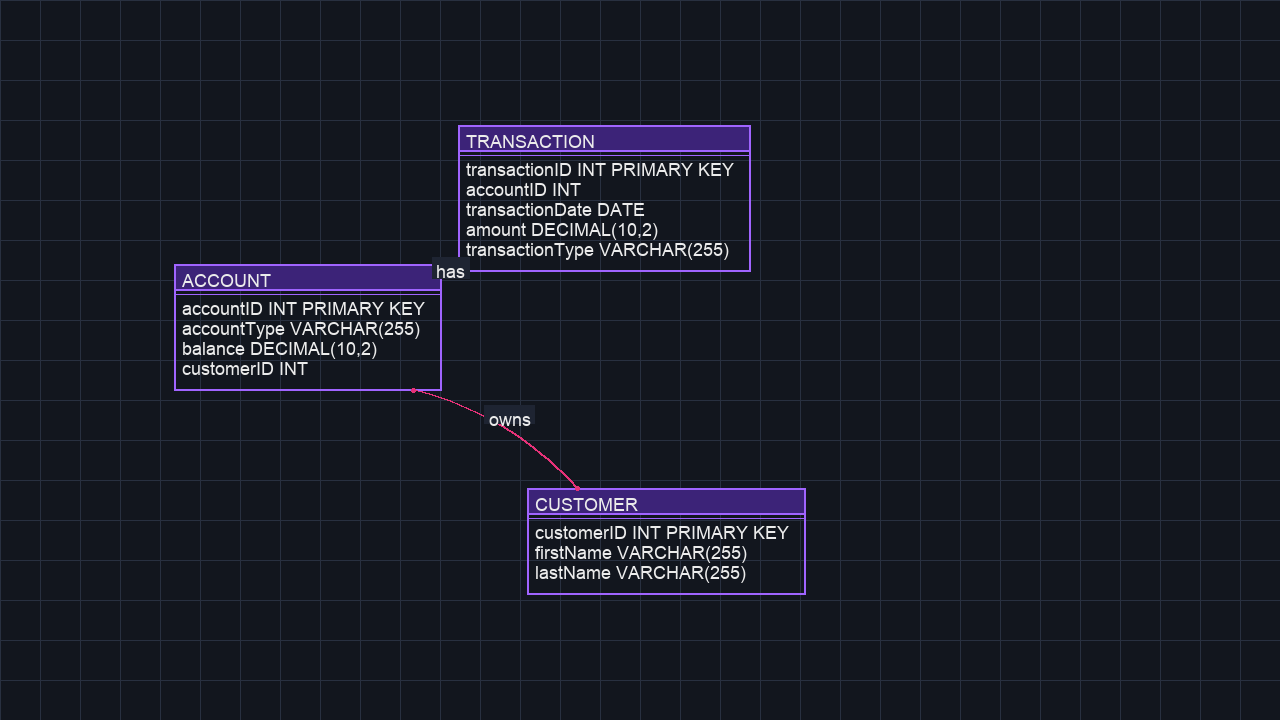 TRANSACTION
transactionID INT PRIMARY KEY
accountID INT
transactionDate DATE
amount DECIMAL(10,2)
transactionType VARCHAR(255)
has
ACCOUNT
accountID INT PRIMARY KEY
accountType VARCHAR(255)
balance DECIMAL(10,2)
customerID INT
owns
CUSTOMER
customerID INT PRIMARY KEY
firstName VARCHAR(255)
lastName VARCHAR(255)